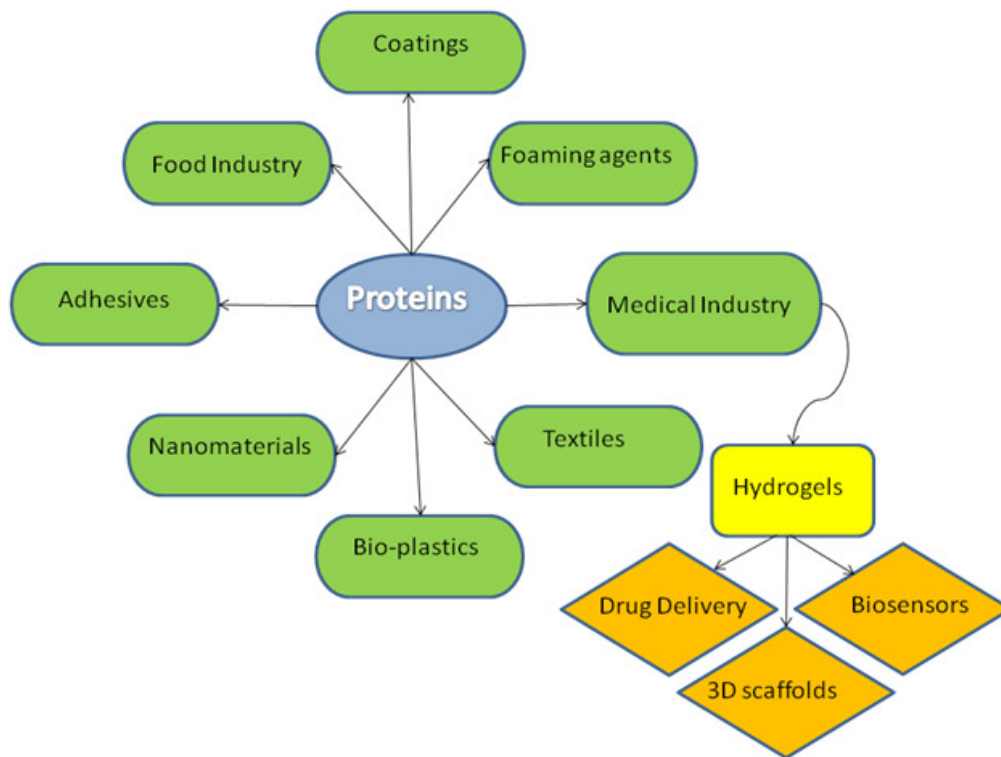 Coatings
Food Industry
Foaming agents
Adhesives
Proteins
Medical Industry
Nanomaterials
Textiles
Bio-plastics
Hydrogels
Drug Delivery
Biosensors
3D scaffolds